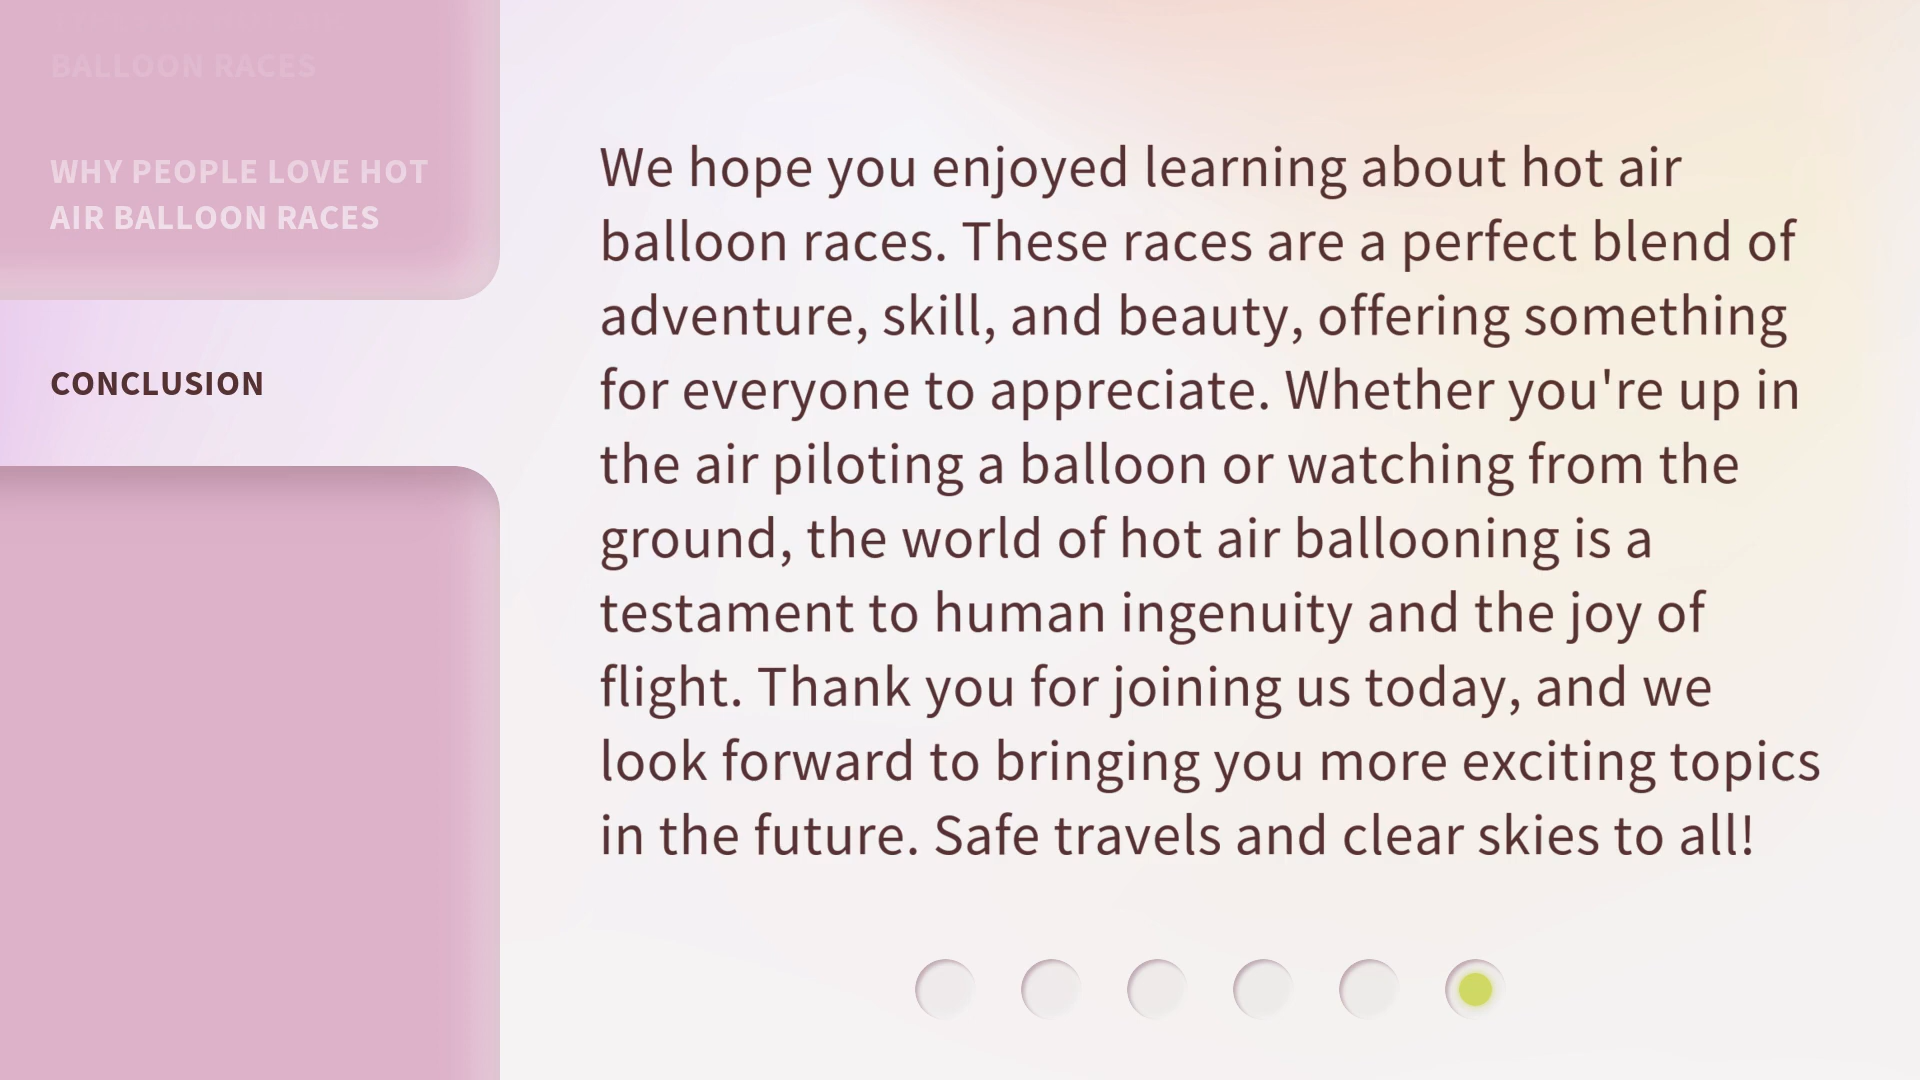 BALLOON RACES
WHY PEOPLE LOVE HOT
AIR BALLOON RACES
CONCLUSION
We hope you enjoyed learning about hot air
balloon races. These races are a perfect blend of
adventure, skill, and beauty, offering something
for everyone to appreciate. Whether you're up in
the air piloting a balloon or watching from the
ground, the world of hot air ballooning is a
testament to human ingenuity and the joy of
flight. Thank you for joining us today, and we
look forward to bringing you more exciting topics
in the future. Safe travels and clear skies to all!